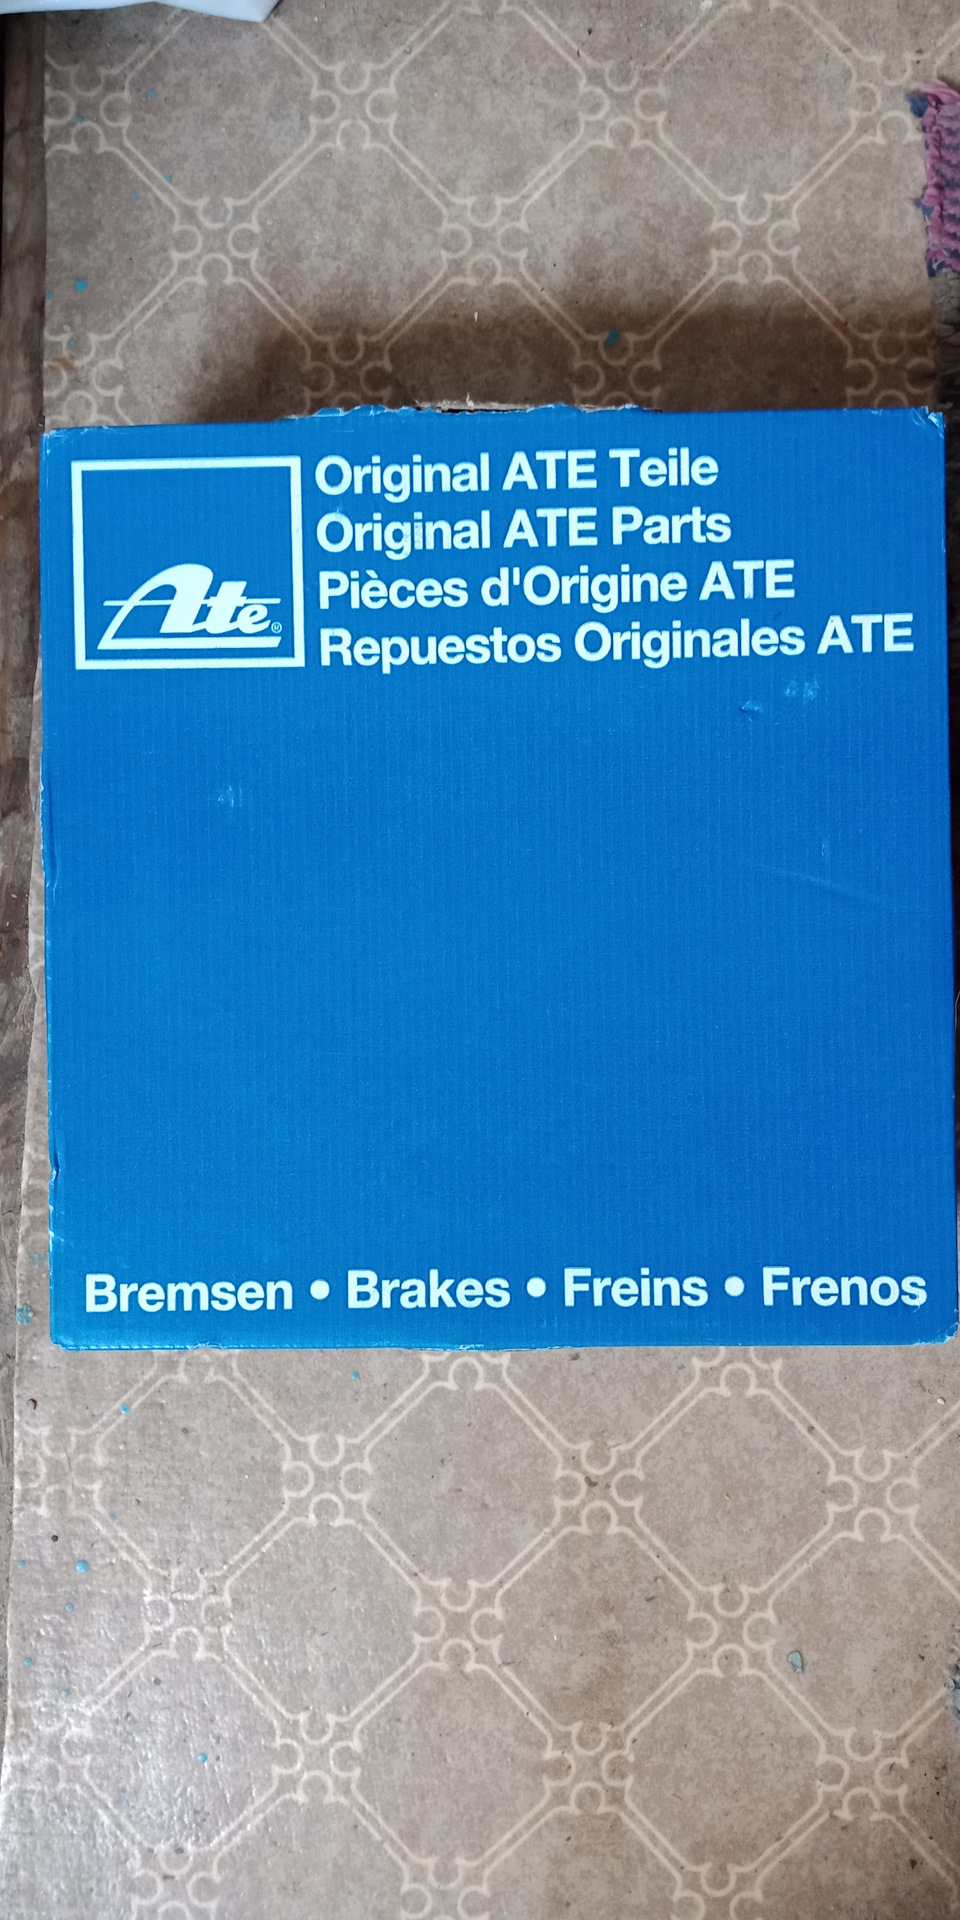 Ate®
Original ATE Teile
Original ATE Parts
Pièces d'Origine ATE
Repuestos Originales ATE
Bremsen • Brakes • Freins • Frenos